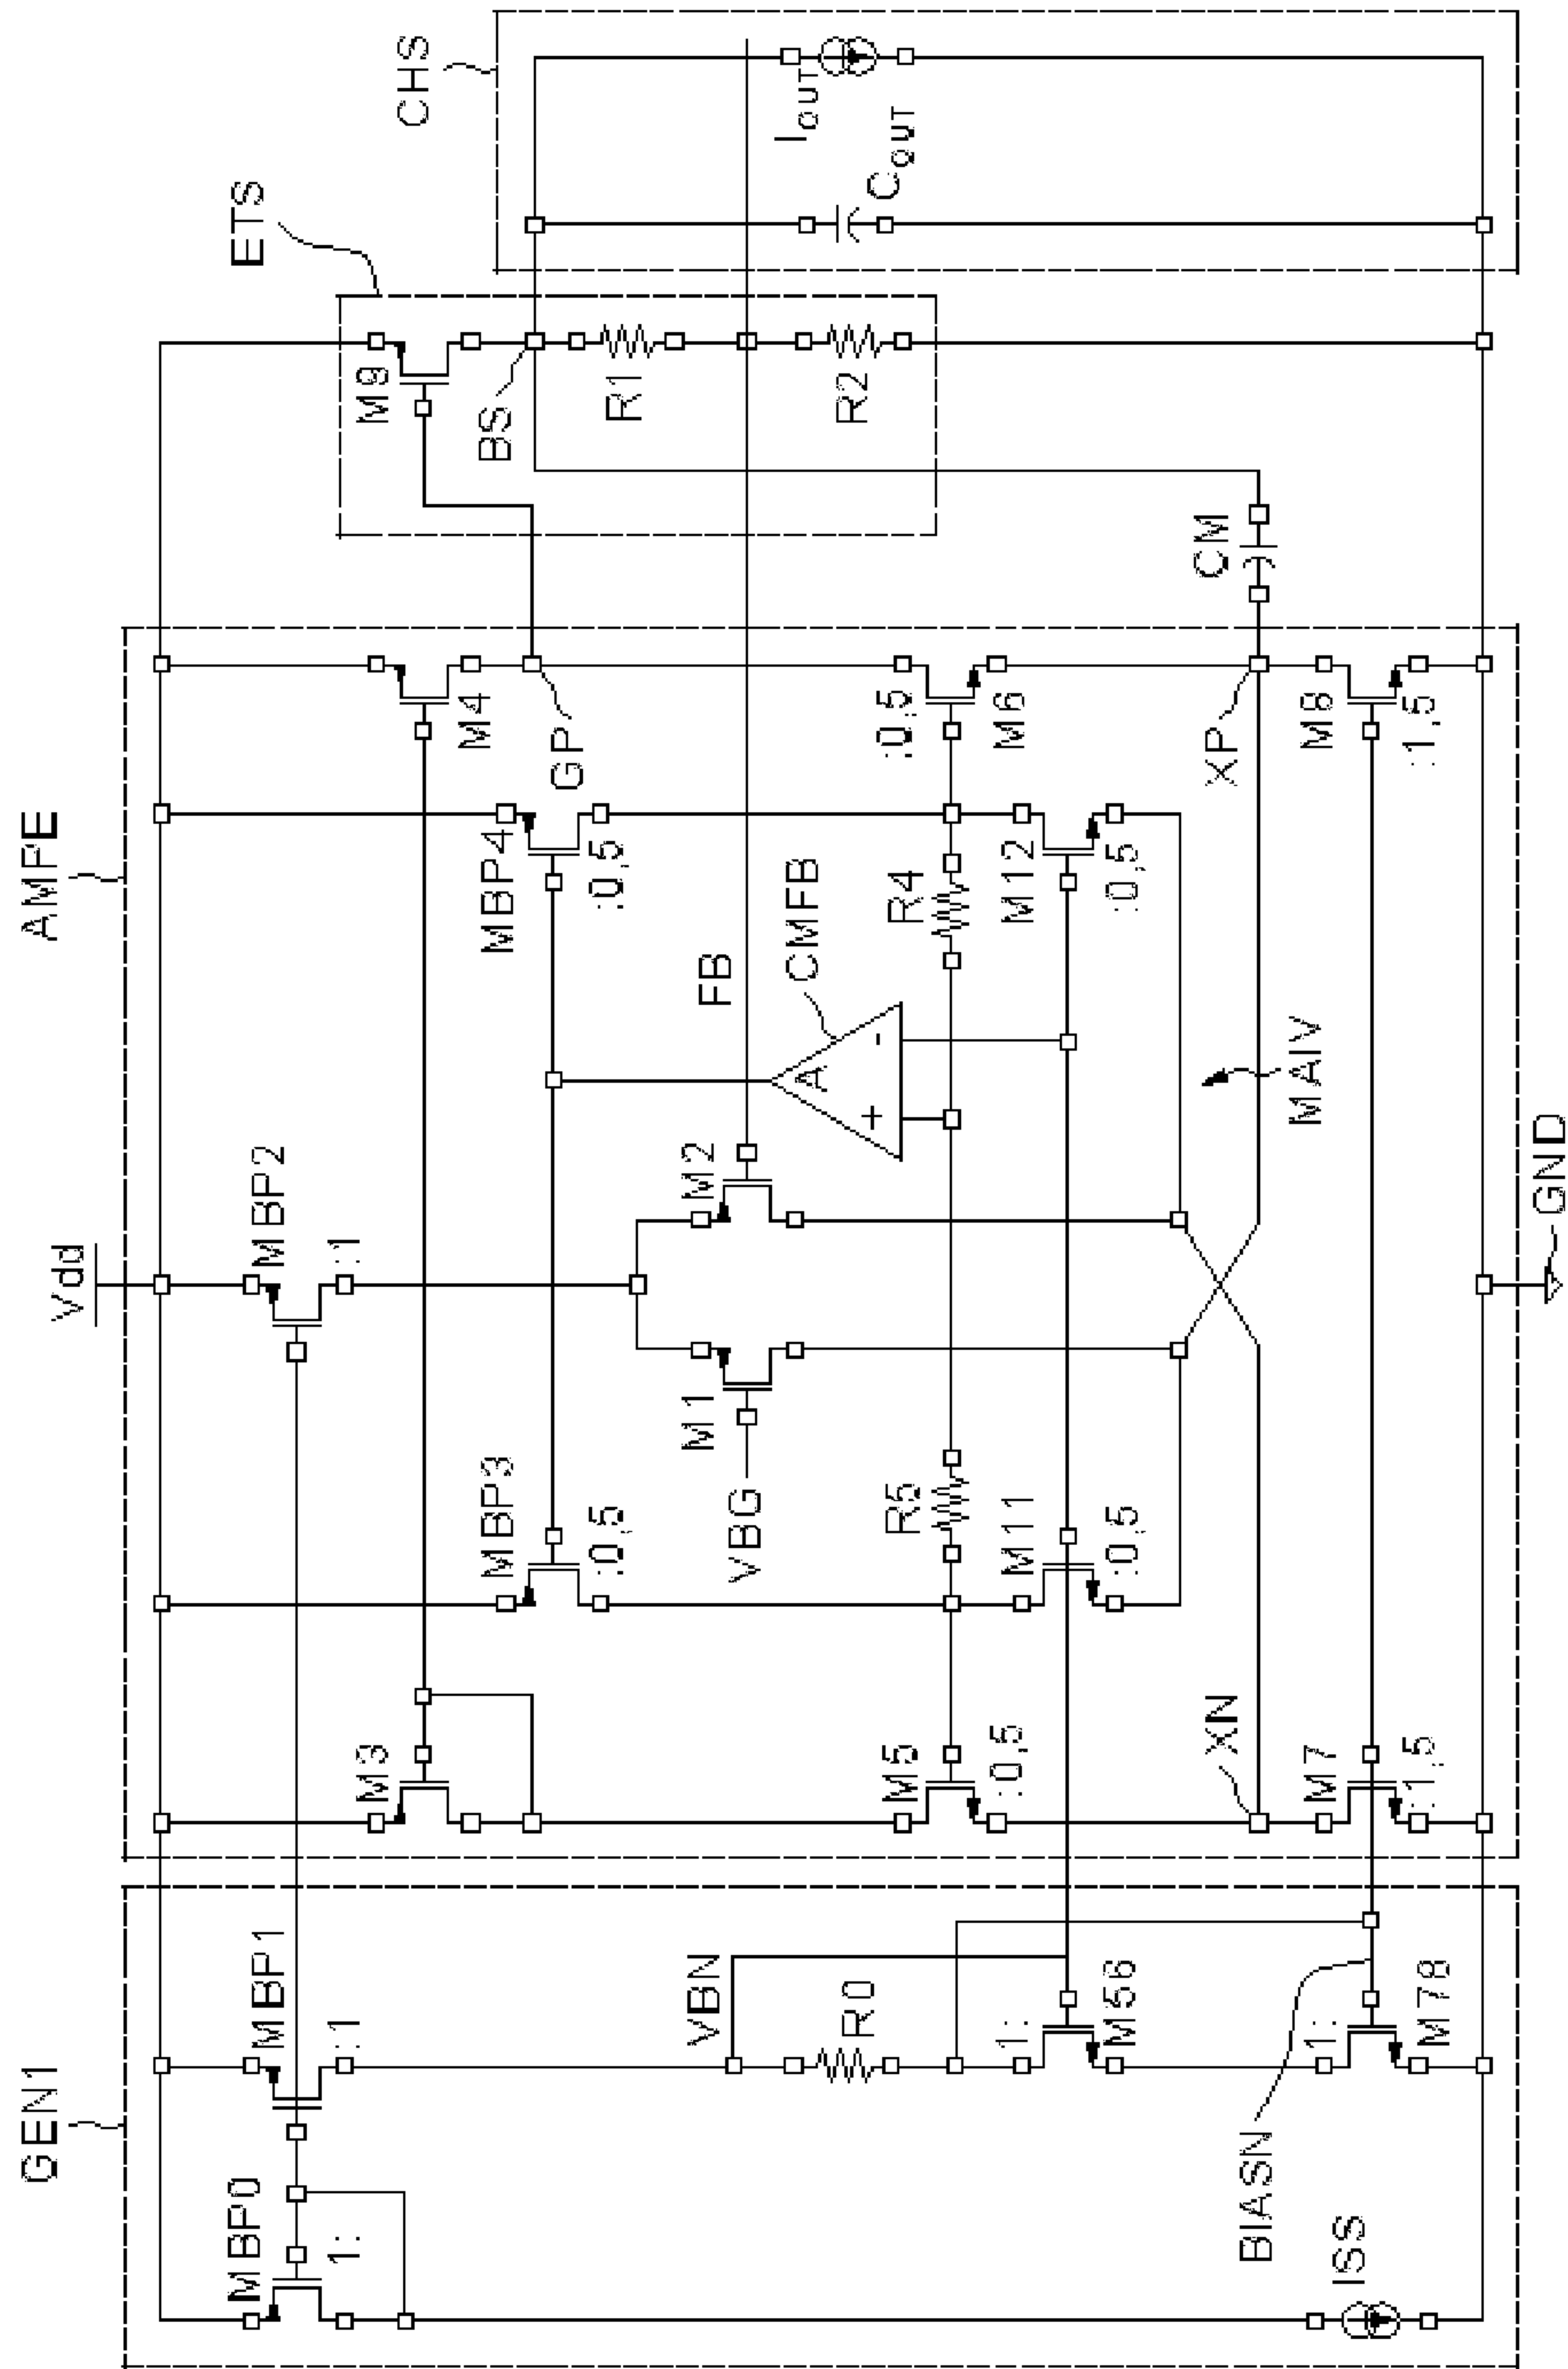 GEN1
AMPE
ETS
CHS
Vdd
MBP0
1:
MBP1
:1
MBP2
:1
M3
M4
M9
MBP3
:0,5
MBP4
:0,5
GP
BS
VBN
VBG
M1
M2
FB
R1
I OUT
R0
1:
M56
M5
:0,5
R5
M11
:0,5
CMFB
A
+
-
R4
M12
:0,5
:0,5
M6
R2
C OUT
BIASN
XN
MAIV
XP
CM
ISS
1:
M78
M7
:1,5
M8
:1,5
GND